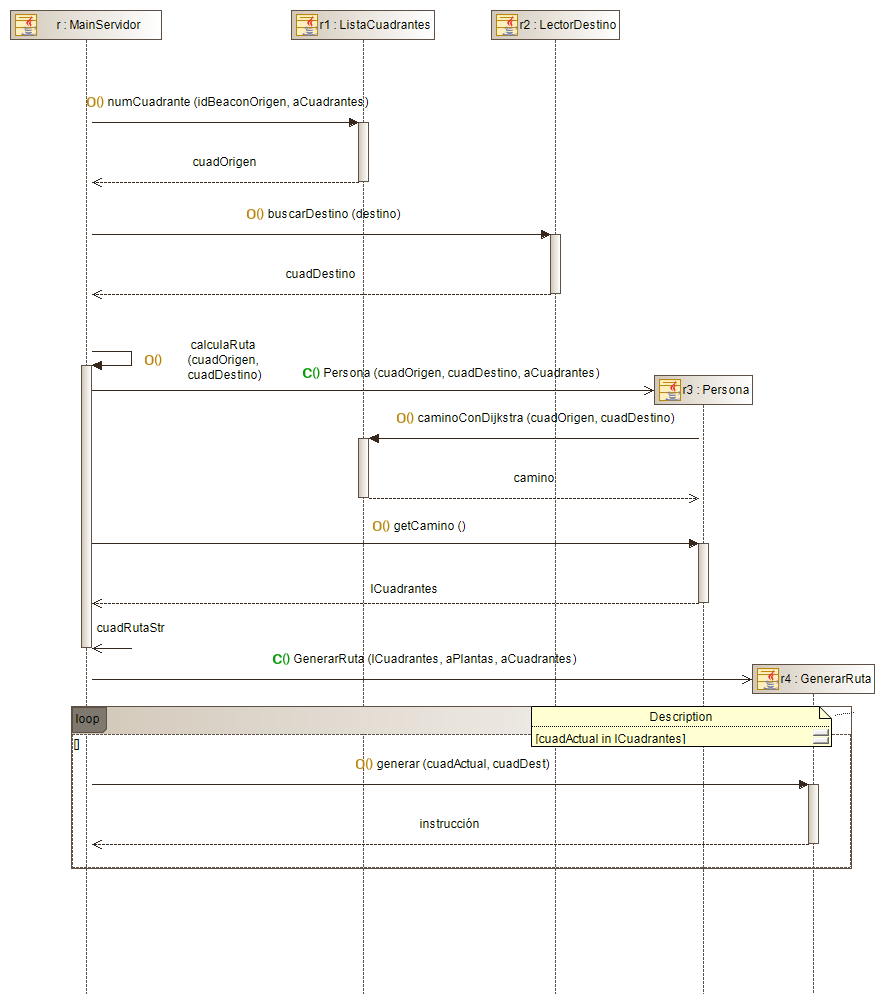 r : MainServidor
r1 : ListaCuadrantes
r2 : LectorDestino
O() numCuadrante (idBeaconOrigen, aCuadrantes)
cuadOrigen
O() buscarDestino (destino)
cuadDestino
O() calculaRuta
(cuadOrigen,
cuadDestino)
C() Persona (cuadOrigen, cuadDestino, aCuadrantes)
r3 : Persona
O() caminoConDijkstra (cuadOrigen, cuadDestino)
camino
O() getCamino ()
lCuadrantes
cuadRutaStr
C() GenerarRuta (lCuadrantes, aPlantas, aCuadrantes)
r4 : GenerarRuta
loop
Description
[cuadActual in lCuadrantes]
[]
O() generar (cuadActual, cuadDest)
instrucción